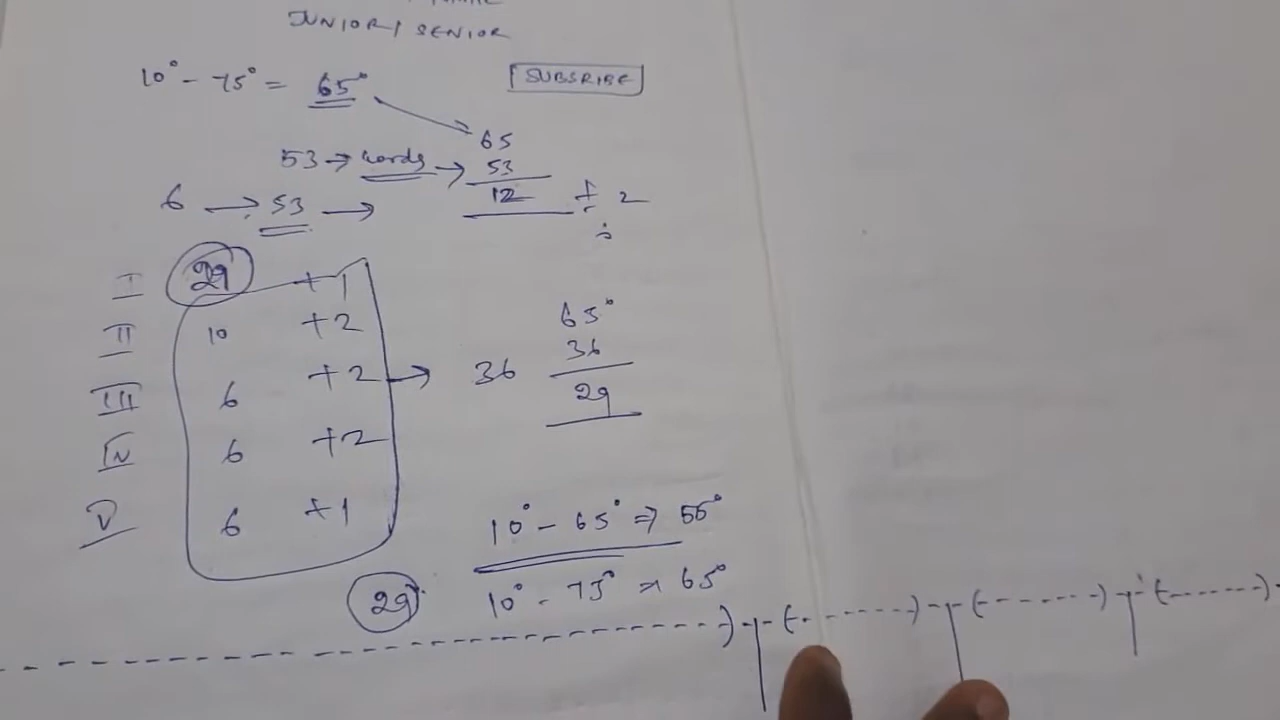 JUNIOR / SENIOR
10° - 75° = 65°
SUBSRIBE
65
53 → words → 53
6 → 53 → 12 + 2
I 29 + 1
II 10 + 2
65°
III 6 + 2 → 36 36
29
IV 6 + 2
V 6 + 1
10° - 65° ⇒ 55°
29 10° - 75° ⇒ 65°